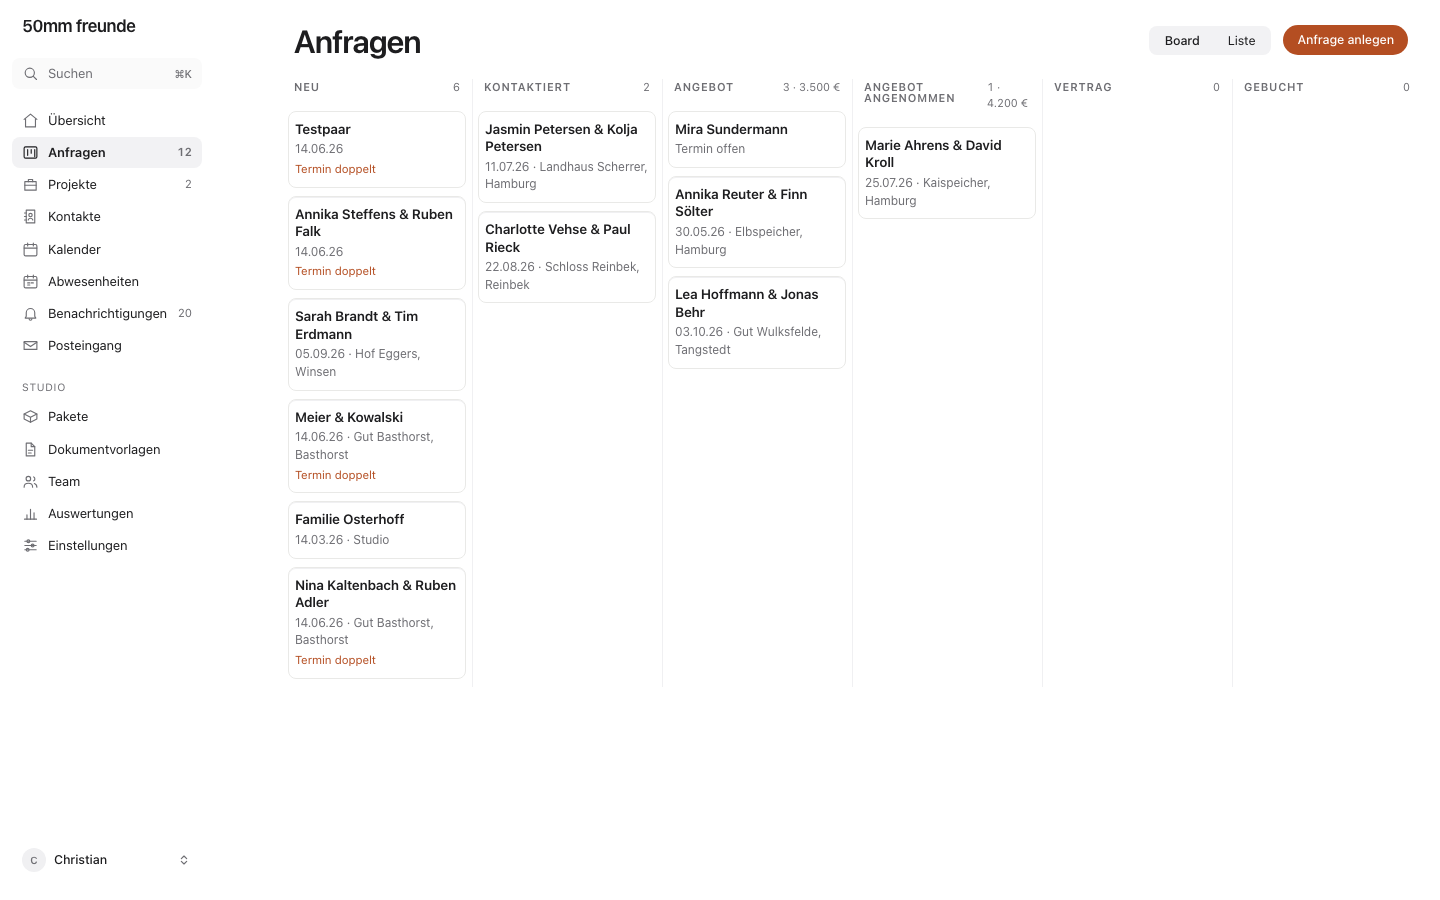 50mm freunde
Suchen ⌘K
Übersicht
Anfragen 12
Projekte 2
Kontakte
Kalender
Abwesenheiten
Benachrichtigungen 20
Posteingang
STUDIO
Pakete
Dokumentvorlagen
Team
Auswertungen
Einstellungen
C Christian
Anfragen
Board Liste
Anfrage anlegen
NEU 6
Testpaar
14.06.26
Termin doppelt
Annika Steffens & Ruben
Falk
14.06.26
Termin doppelt
Sarah Brandt & Tim
Erdmann
05.09.26 · Hof Eggers,
Winsen
Meier & Kowalski
14.06.26 · Gut Basthorst,
Basthorst
Termin doppelt
Familie Osterhoff
14.03.26 · Studio
Nina Kaltenbach & Ruben
Adler
14.06.26 · Gut Basthorst,
Basthorst
Termin doppelt
KONTAKTIERT 2
Jasmin Petersen & Kolja
Petersen
11.07.26 · Landhaus Scherrer,
Hamburg
Charlotte Vehse & Paul
Rieck
22.08.26 · Schloss Reinbek,
Reinbek
ANGEBOT 3 · 3.500 €
Mira Sundermann
Termin offen
Annika Reuter & Finn
Sölter
30.05.26 · Elbspeicher,
Hamburg
Lea Hoffmann & Jonas
Behr
03.10.26 · Gut Wulksfelde,
Tangstedt
ANGEBOT
ANGENOMMEN
1 ·
4.200 €
Marie Ahrens & David
Kroll
25.07.26 · Kaispeicher,
Hamburg
VERTRAG 0
GEBUCHT 0